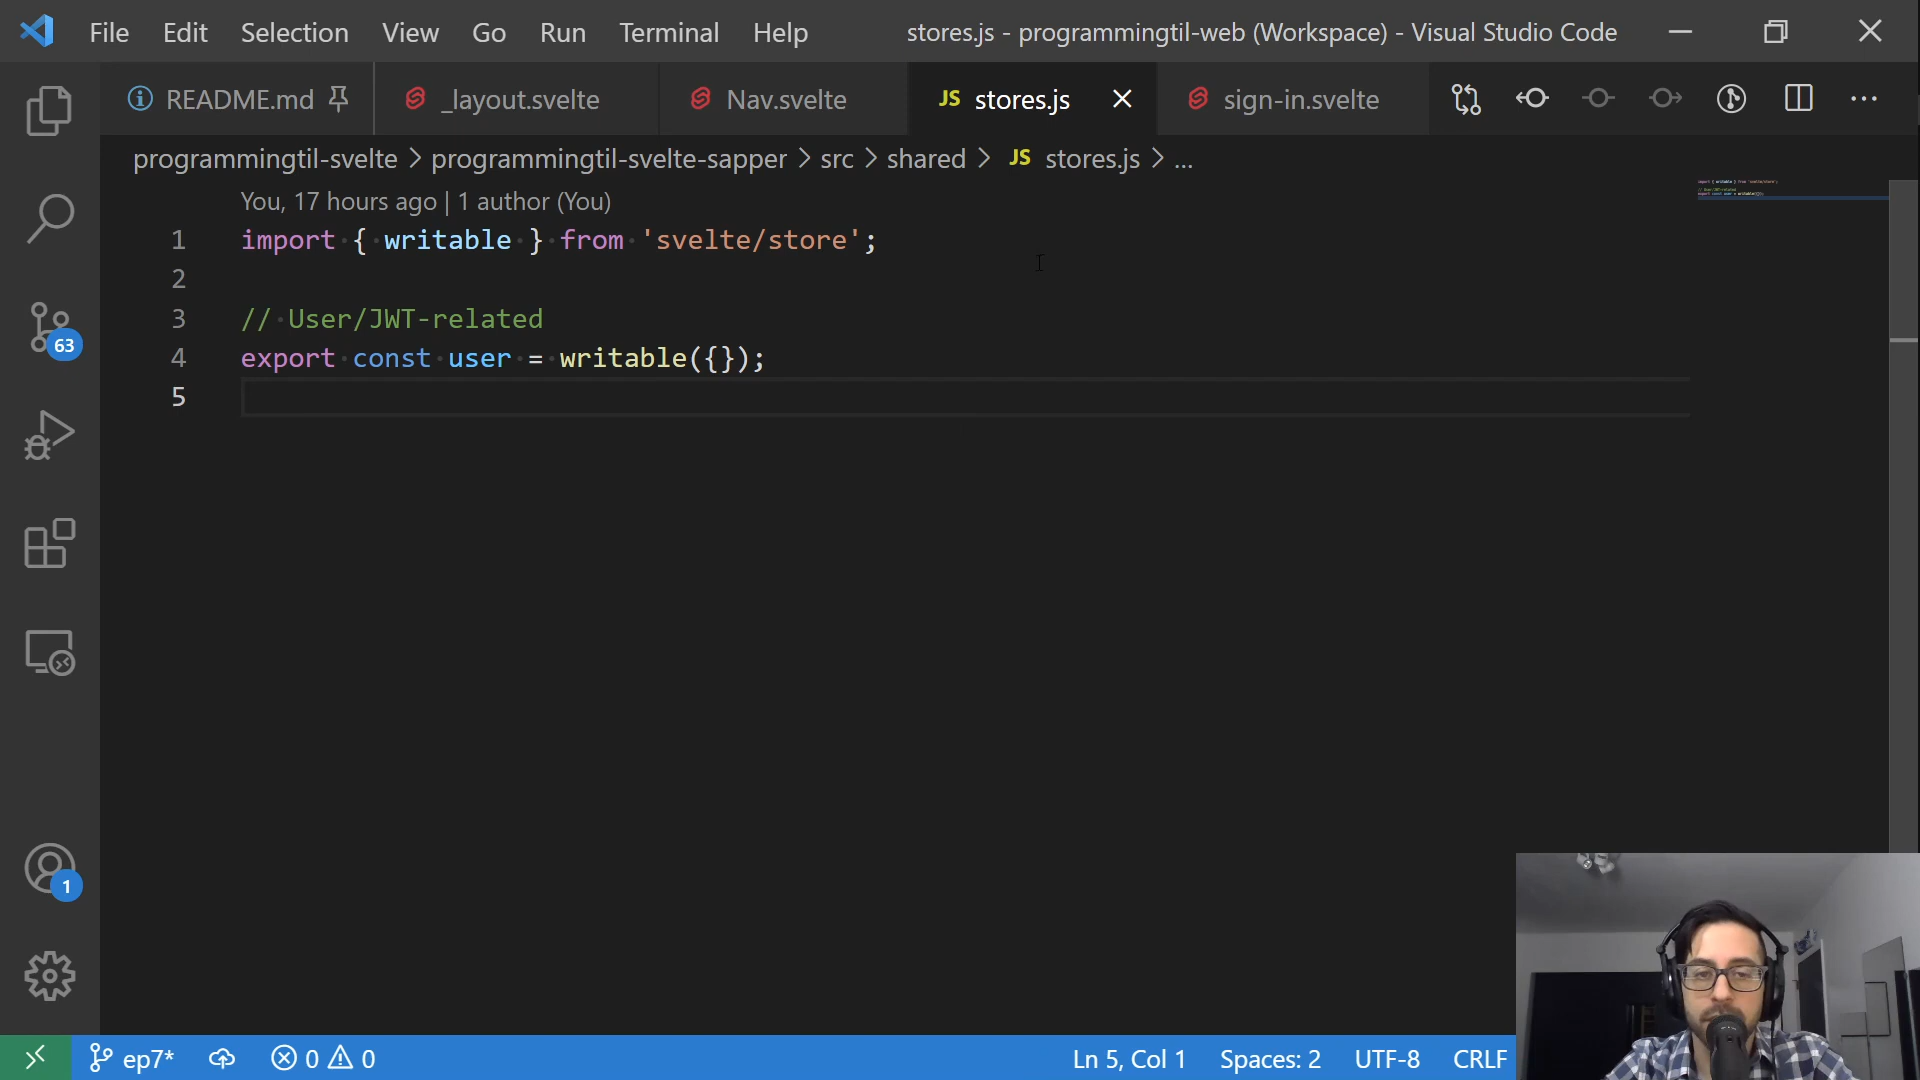 File Edit Selection View Go Run Terminal Help stores.js - programmingtil-web (Workspace) - Visual Studio Code
README.md _layout.svelte Nav.svelte JS stores.js sign-in.svelte
programmingtil-svelte > programmingtil-svelte-sapper > src > shared > JS stores.js > ...
You, 17 hours ago | 1 author (You)
1 import { writable } from 'svelte/store';
2
3 // User/JWT-related
4 export const user = writable({});
5
63
1
ep7* 0 0 Ln 5, Col 1 Spaces: 2 UTF-8 CRLF